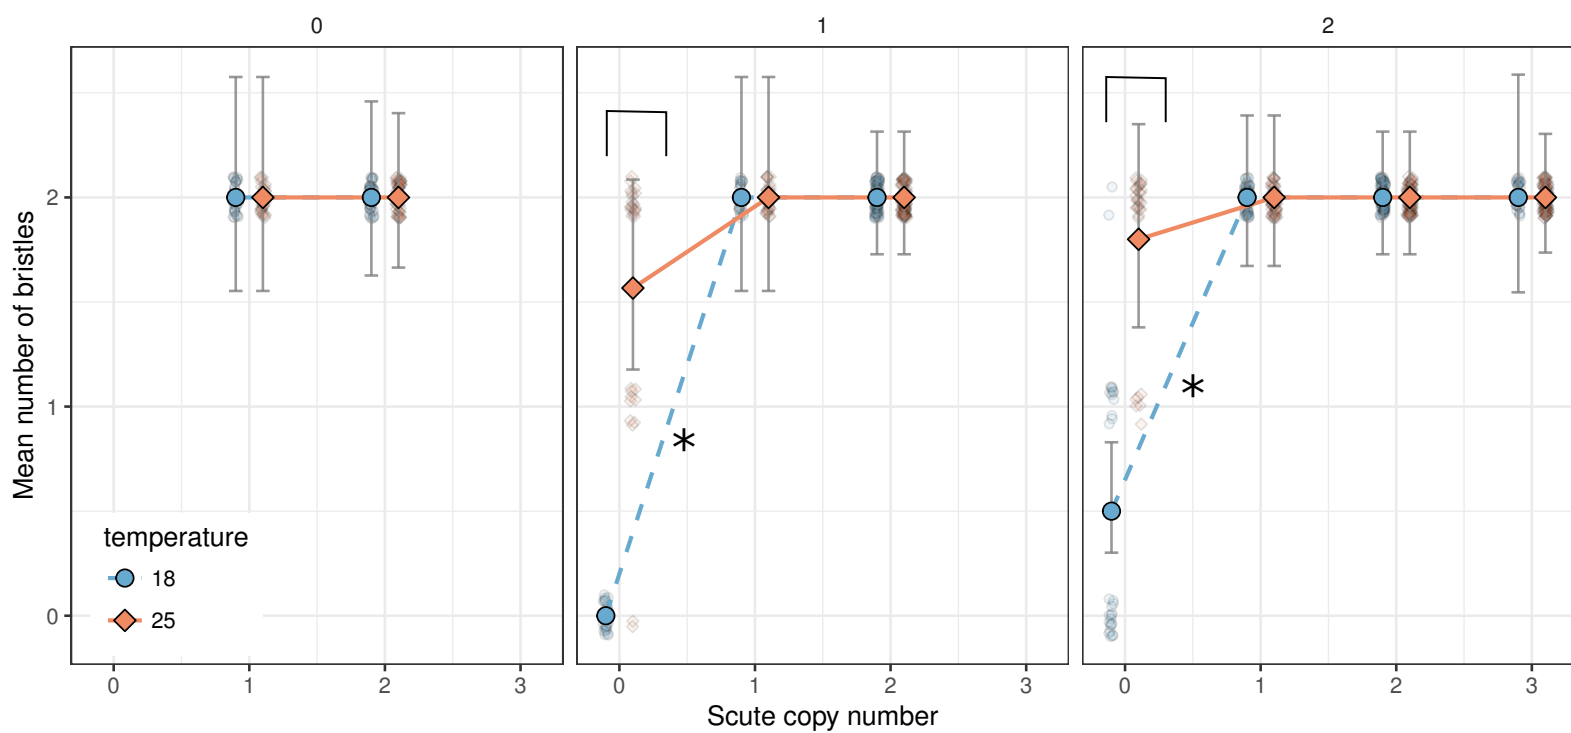 0 1 2
Mean number of bristles
2
1
0
*
*
temperature
18
25
0 1 2 3 0 1 2 3 0 1 2 3
Scute copy number